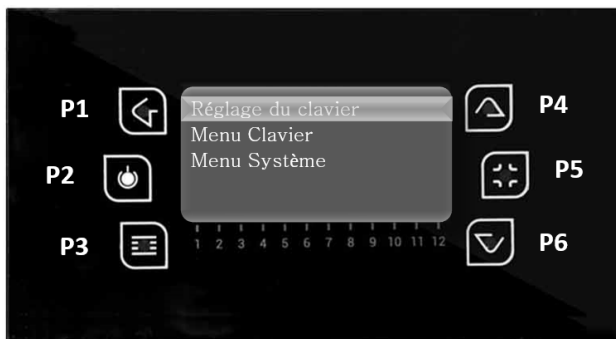 P1
P2
P3
Réglage du clavier
Menu Clavier
Menu Système
1 2 3 4 5 6 7 8 9 10 11 12
P4
P5
P6